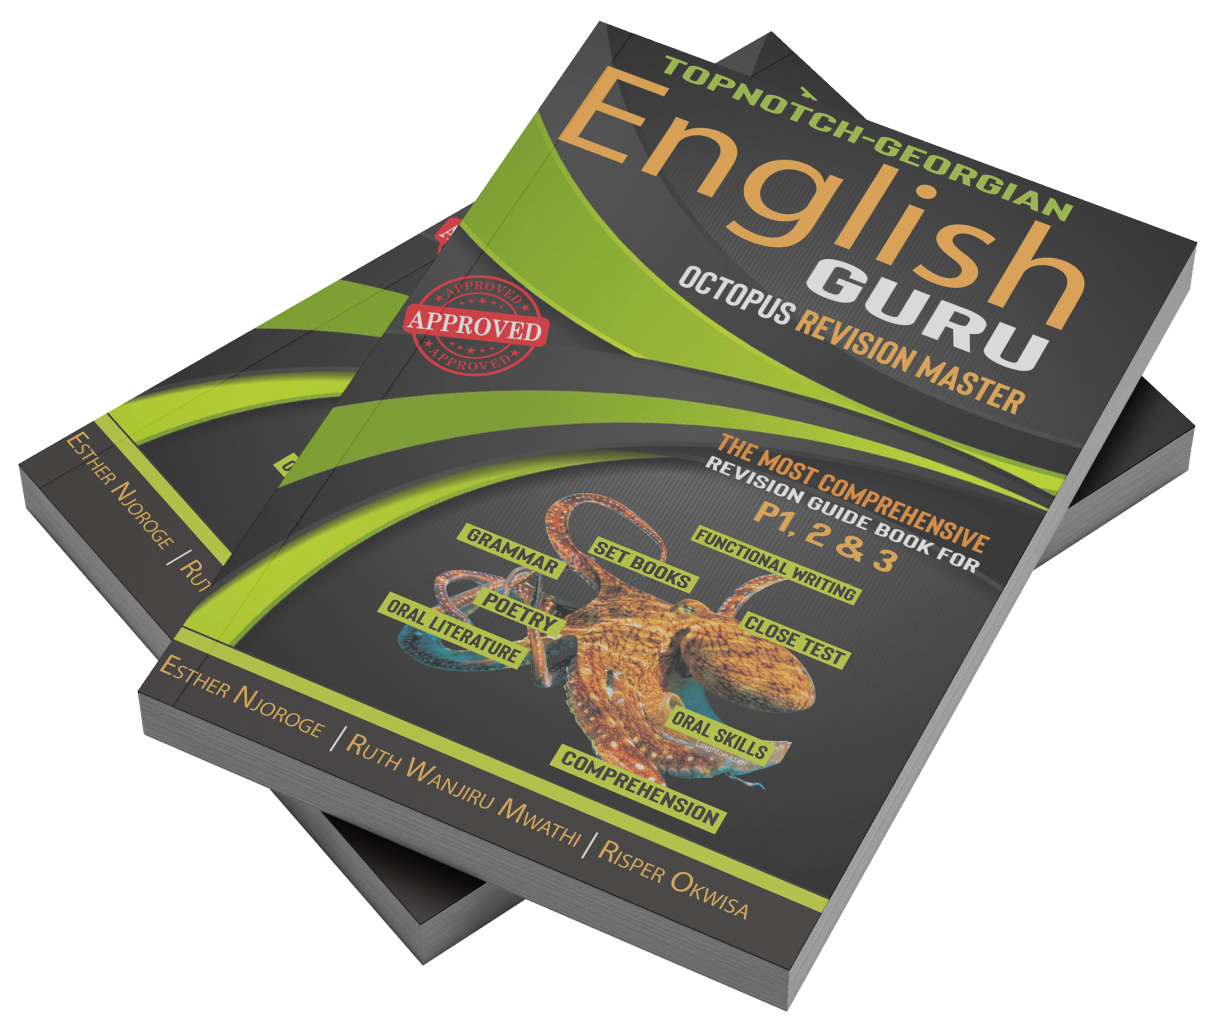 TOPNOTCH-GEORGIAN
English
GURU
OCTOPUS REVISION MASTER
APPROVED
APPROVED
APPROVED
THE MOST COMPREHENSIVE
REVISION GUIDE BOOK FOR
P1, 2 & 3
GRAMMAR
SET BOOKS
FUNCTIONAL WRITING
POETRY
ORAL LITERATURE
CLOSE TEST
ORAL SKILLS
COMPREHENSION
ESTHER NJOROGE | RUTH WANJIRU MWATHI | RISPER OKWISA
A
ESTHER NJOROGE | RUT